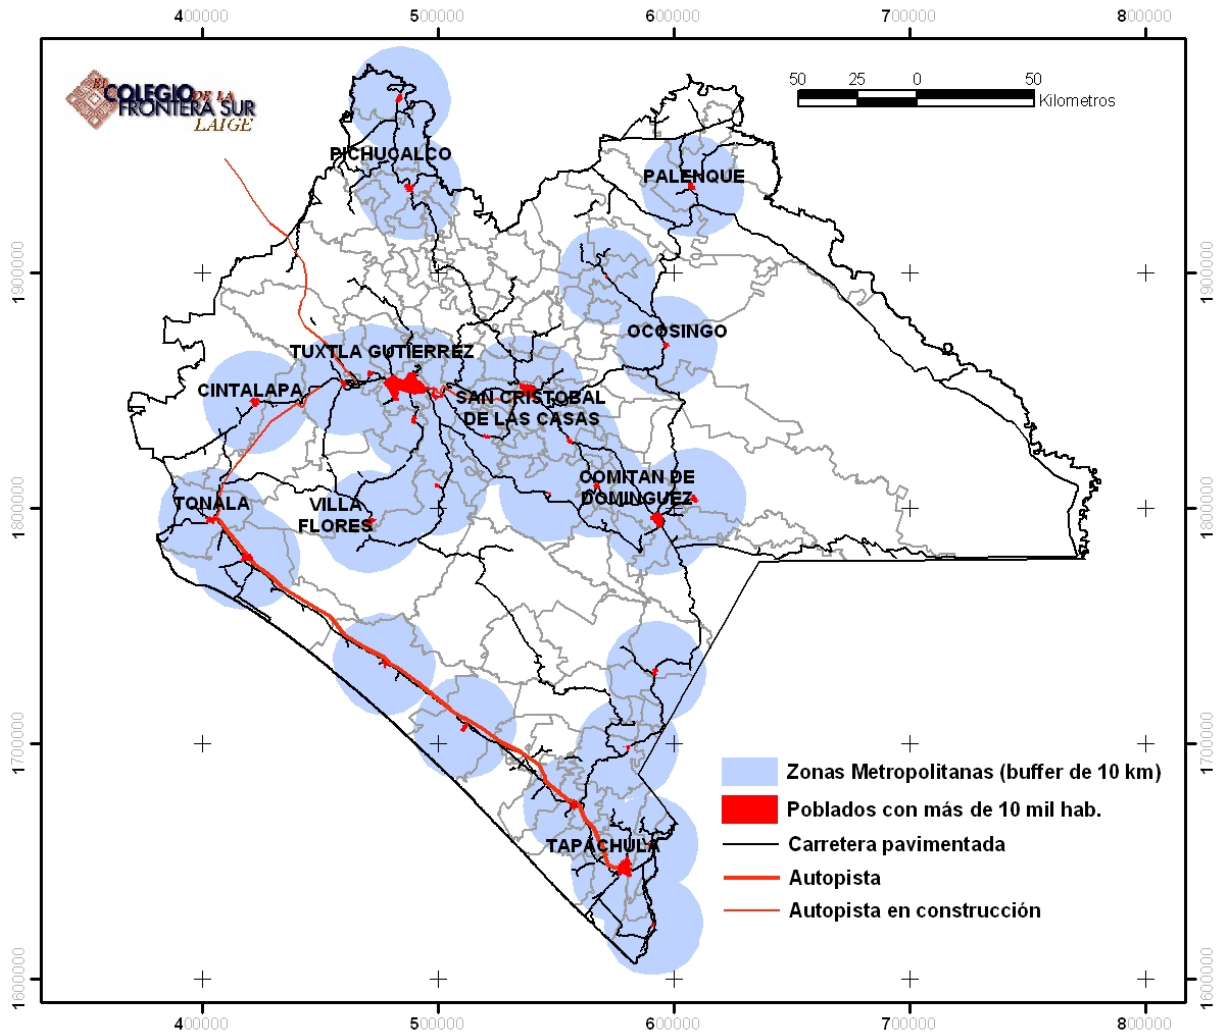 400000 500000 600000 700000 800000
EL
COLEGIO DE LA
FRONTERA SUR
LAIGE
50 25 0 50
Kilometros
PICHUCALCO
PALENQUE
1900000 1900000
OCOSINGO
TUXTLA GUTIERREZ
CINTALAPA
SAN CRISTOBAL
DE LAS CASAS
COMITAN DE
DOMINGUEZ
TONALA
VILLA
FLORES
1800000 1800000
1700000 1700000
Zonas Metropolitanas (buffer de 10 km)
Poblados con más de 10 mil hab.
TAPACHULA
Carretera pavimentada
Autopista
Autopista en construcción
1600000 1600000
400000 500000 600000 700000 800000